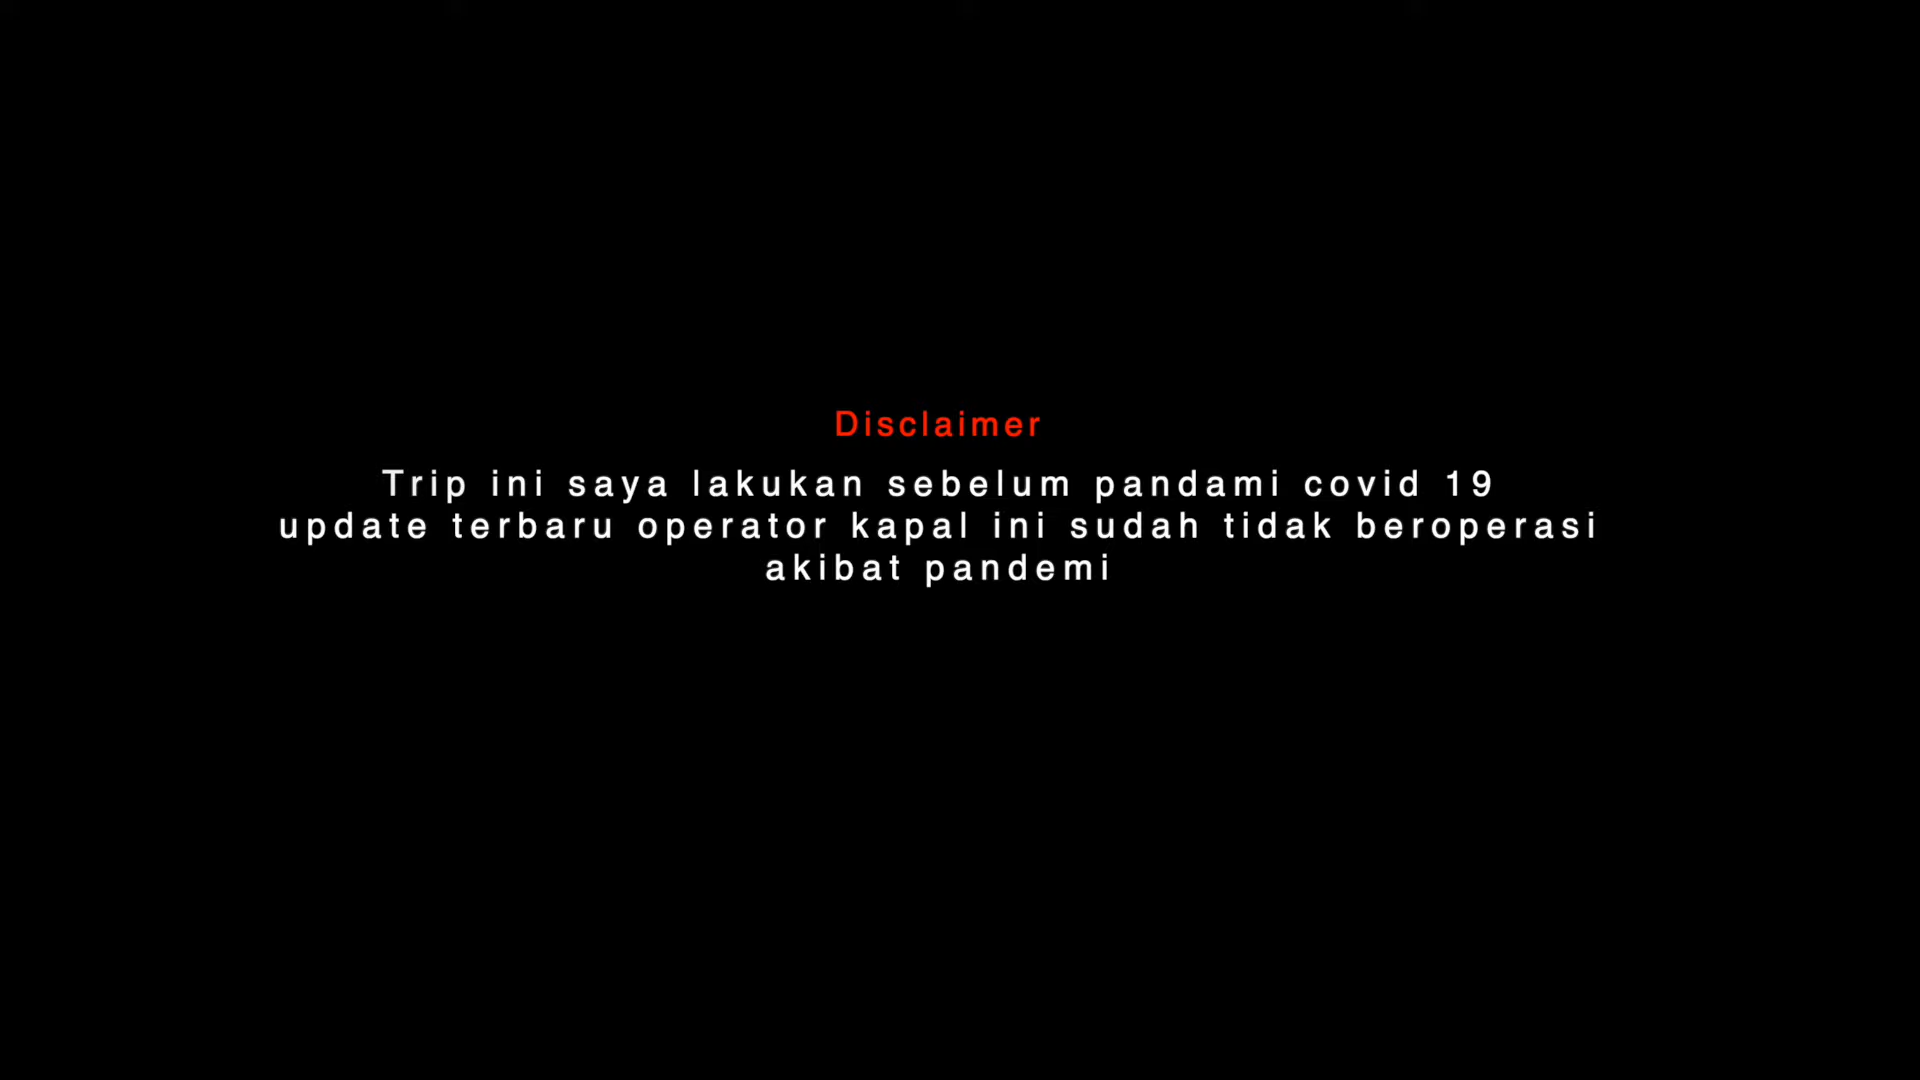 Disclaimer
Trip ini saya lakukan sebelum pandami covid 19
update terbaru operator kapal ini sudah tidak beroperasi
akibat pandemi